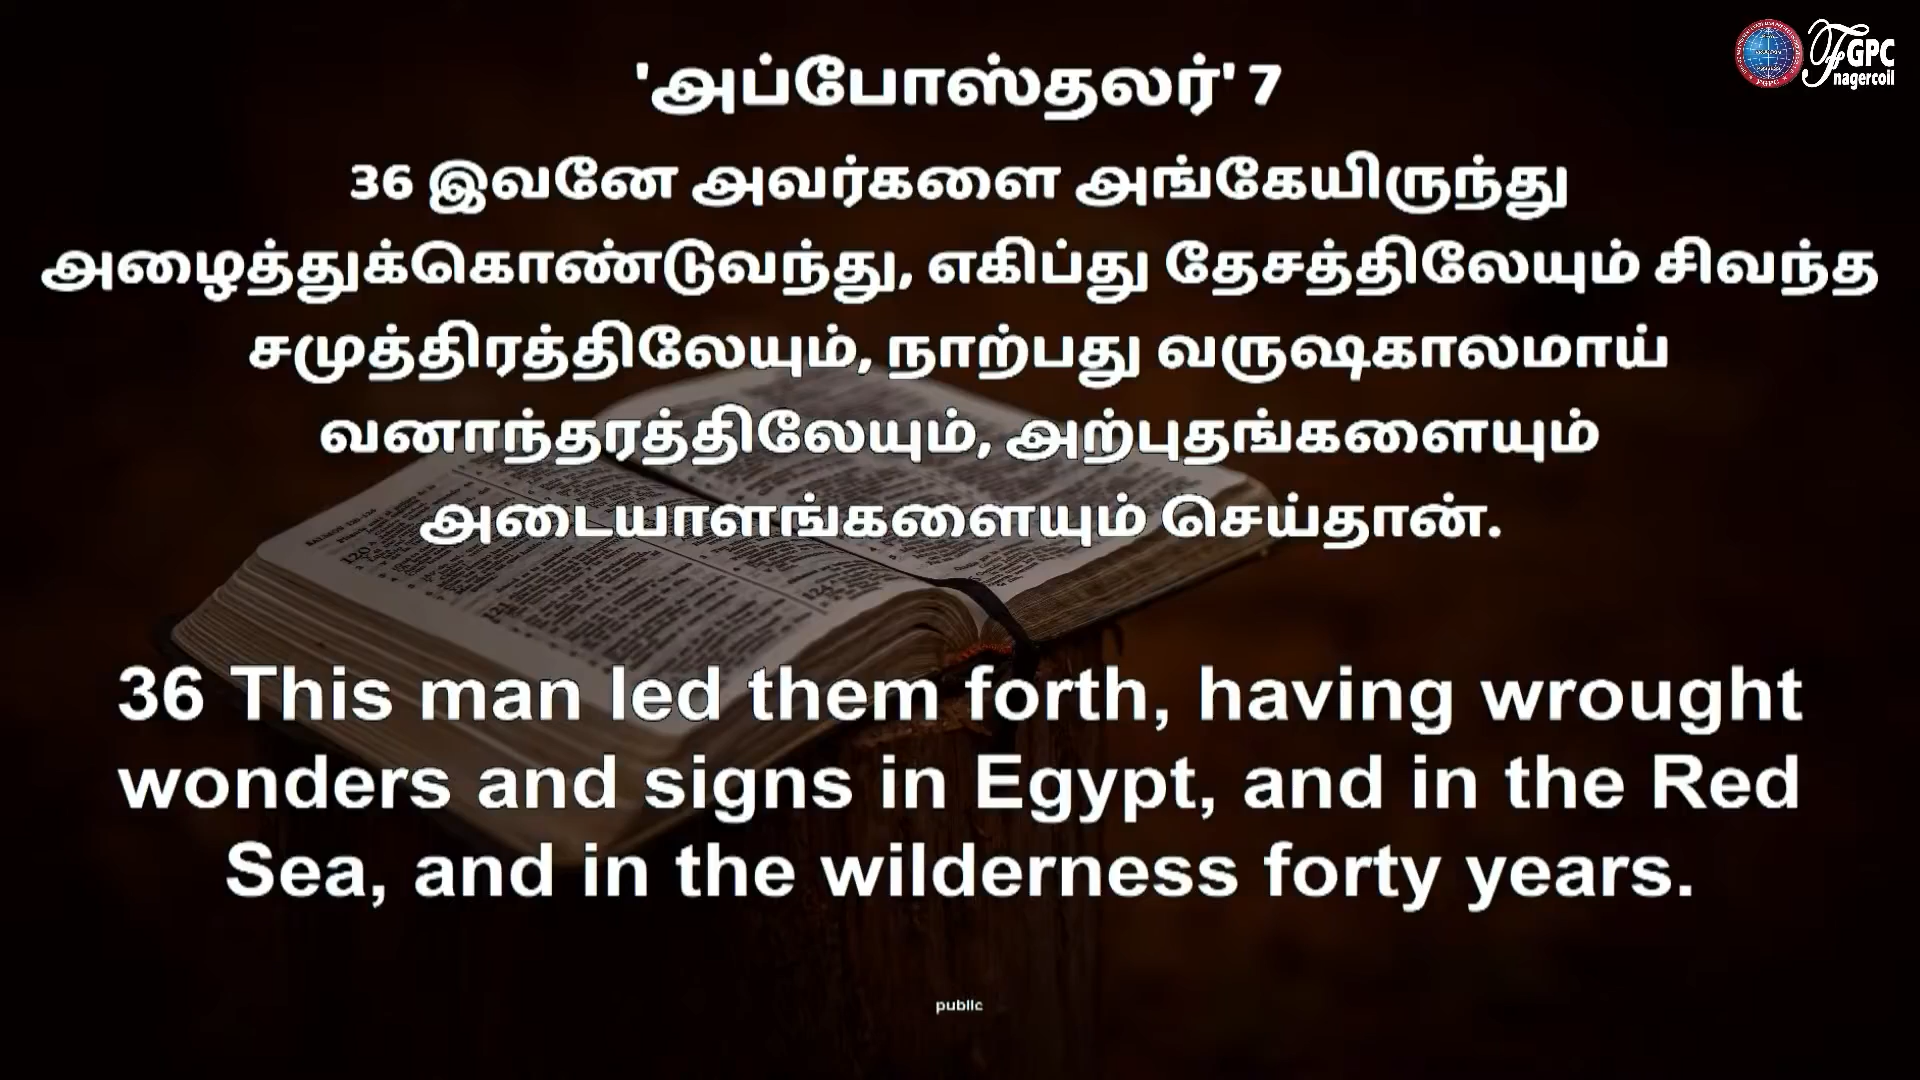 FGPC
nagercoil
'அப்போஸ்தலர்' 7
36 இவனே அவர்களை அங்கேயிருந்து
அழைத்துக்கொண்டுவந்து, எகிப்து தேசத்திலேயும் சிவந்த
சமுத்திரத்திலேயும், நாற்பது வருஷகாலமாய்
வனாந்தரத்திலேயும், அற்புதங்களையும்
அடையாளங்களையும் செய்தான்.
36 This man led them forth, having wrought
wonders and signs in Egypt, and in the Red
Sea, and in the wilderness forty years.
public